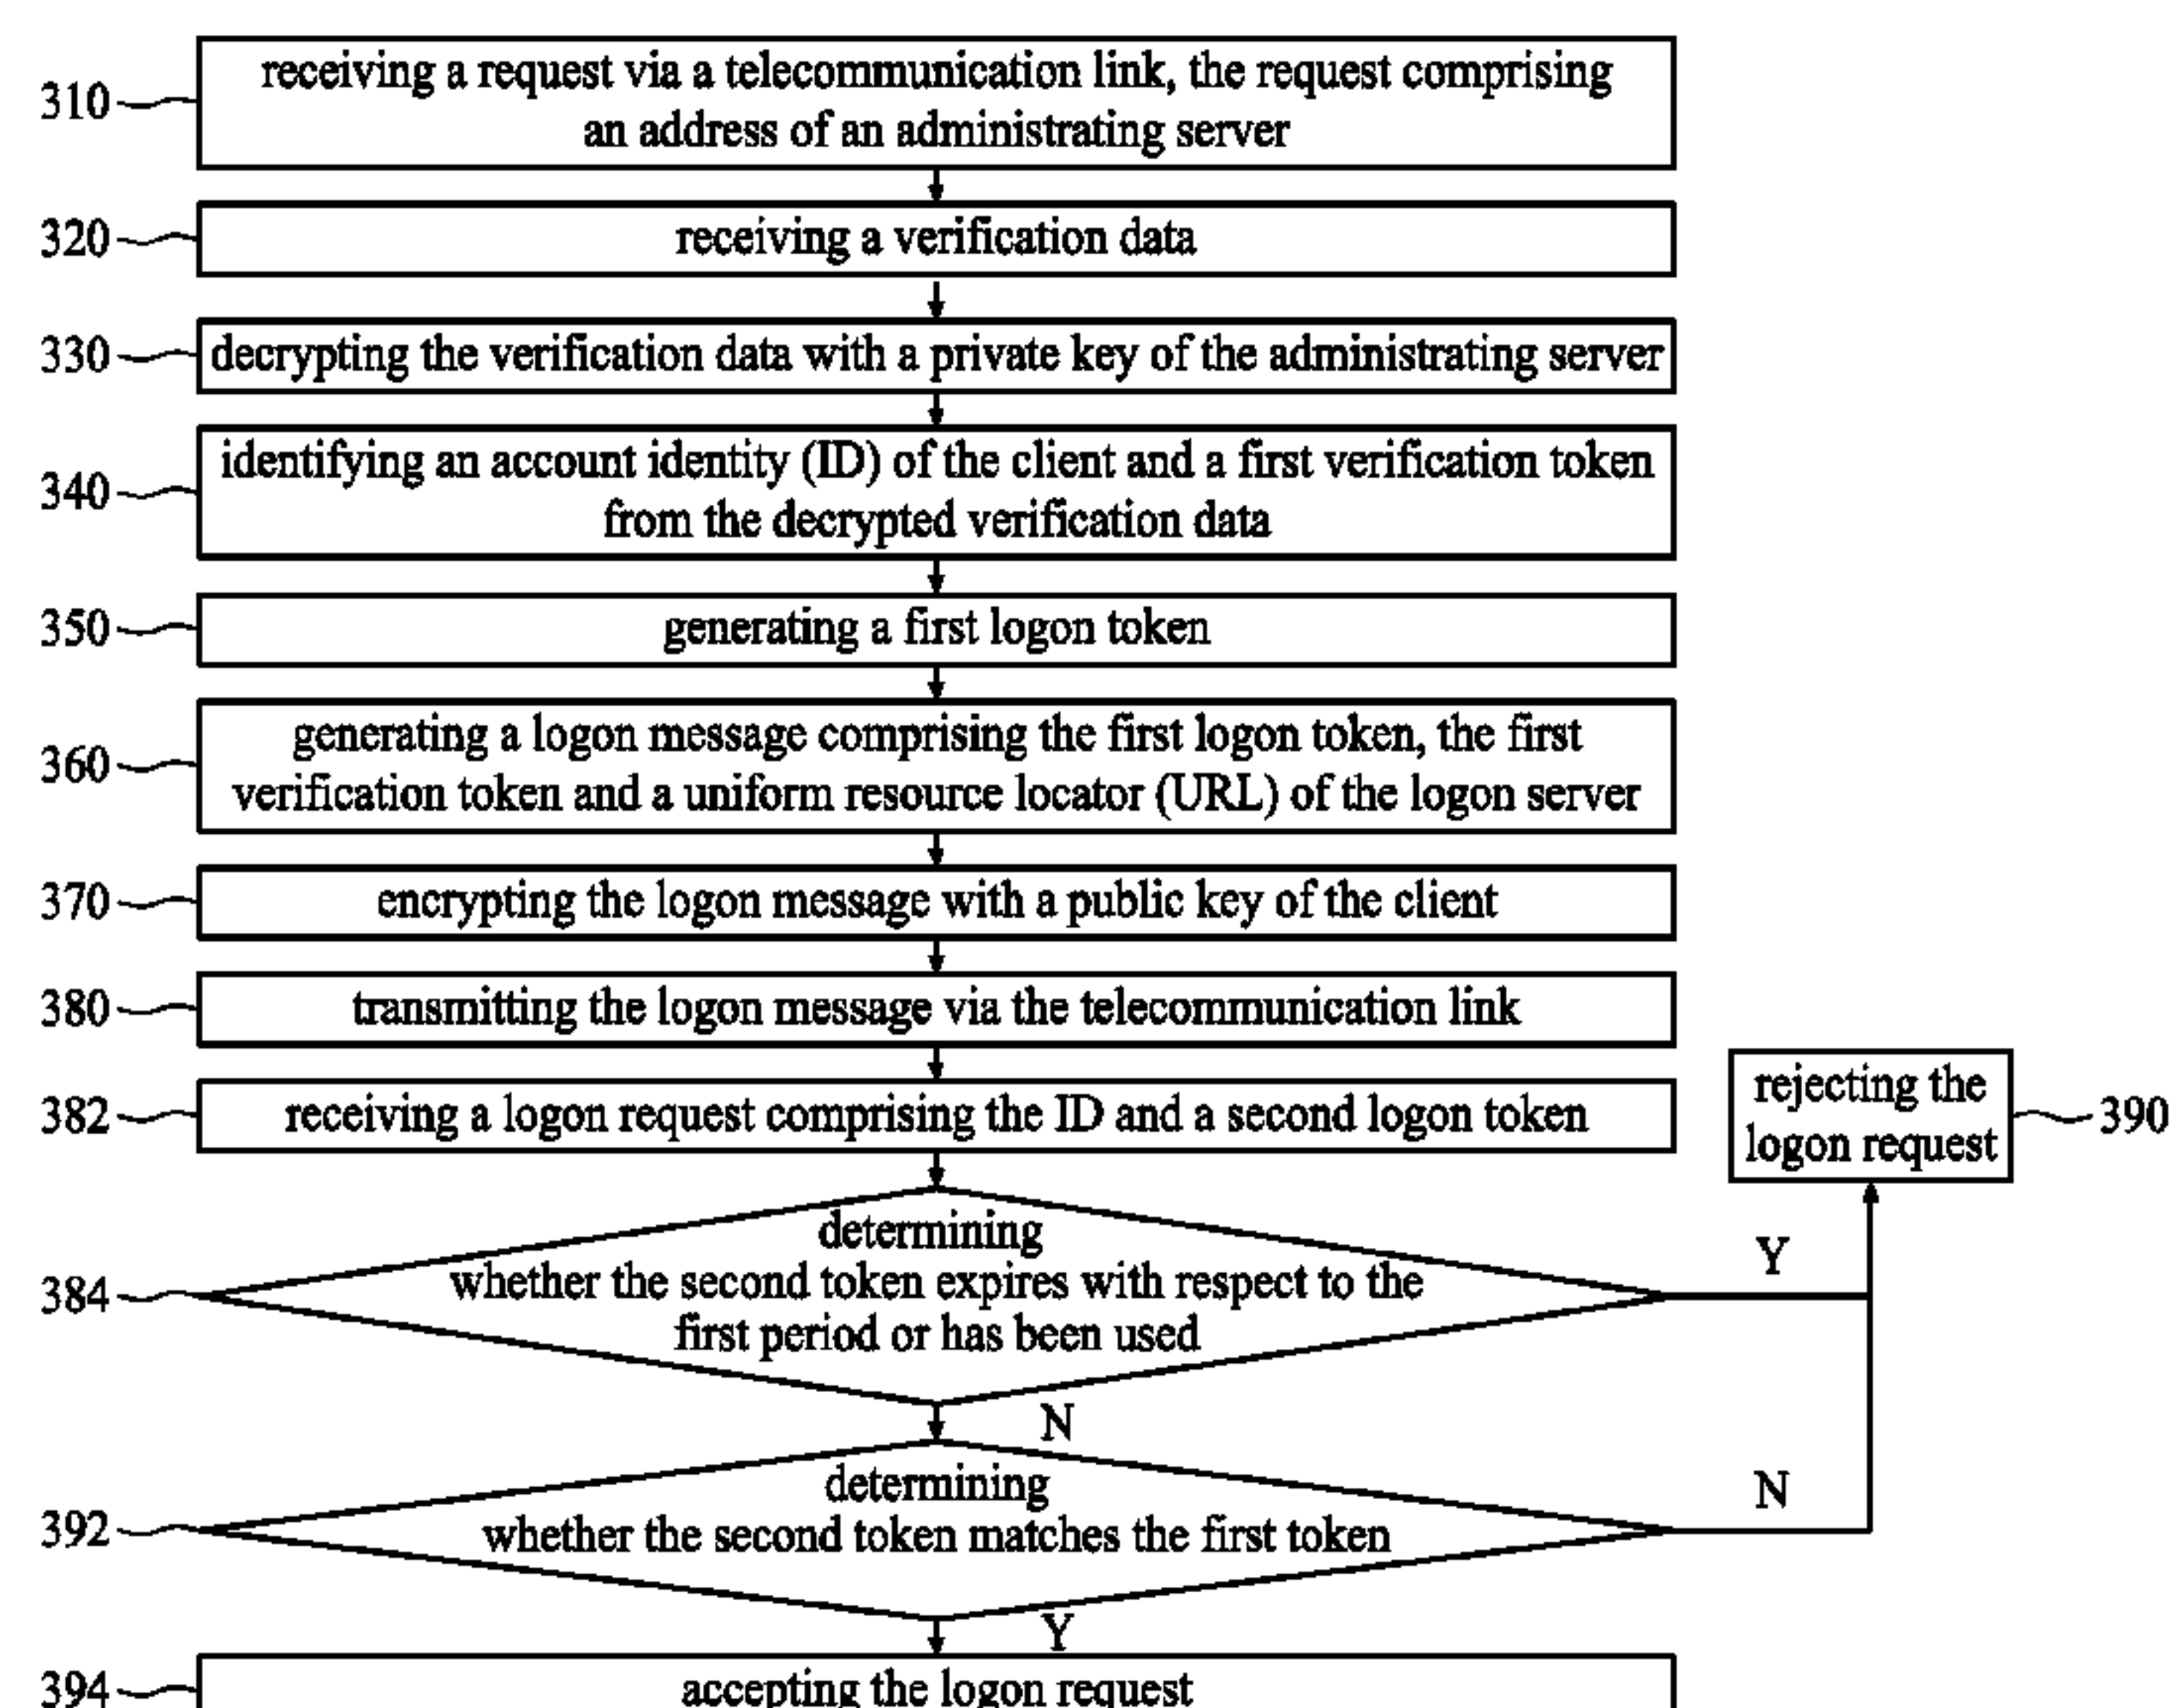 310
receiving a request via a telecommunication link, the request comprising
an address of an administrating server
320
receiving a verification data
330
decrypting the verification data with a private key of the administrating server
340
identifying an account identity (ID) of the client and a first verification token
from the decrypted verification data
350
generating a first logon token
360
generating a logon message comprising the first logon token, the first
verification token and a uniform resource locator (URL) of the logon server
370
encrypting the logon message with a public key of the client
380
transmitting the logon message via the telecommunication link
382
receiving a logon request comprising the ID and a second logon token
rejecting the
logon request
390
384
determining
whether the second token expires with respect to the
first period or has been used
Y
N
392
determining
whether the second token matches the first token
N
Y
394
accepting the logon request